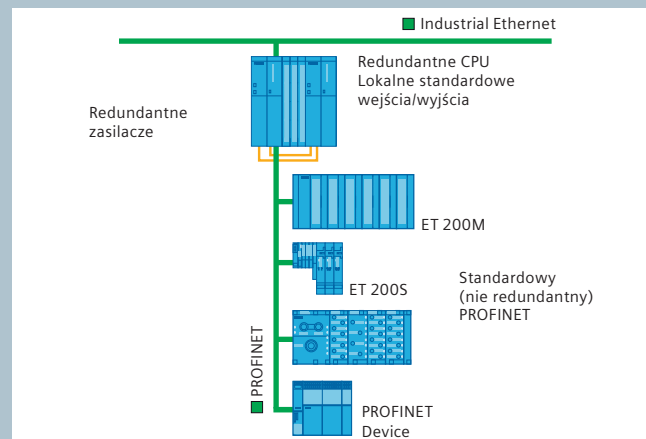 Industrial Ethernet
Redundantne CPU
Lokalne standardowe
wejścia/wyjścia
Redundantne
zasilacze
ET 200M
ET 200S
Standardowy
(nie redundantny)
PROFINET
PROFINET
PROFINET
Device